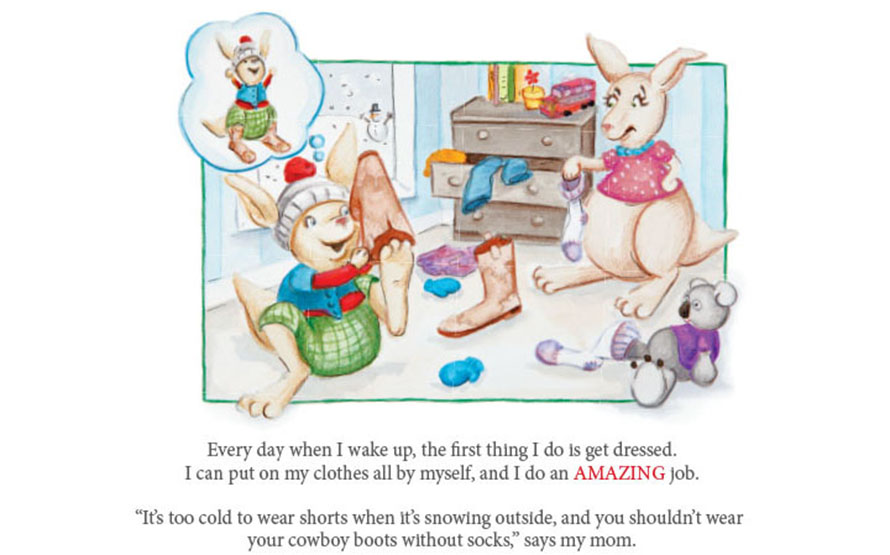 Every day when I wake up, the first thing I do is get dressed.
I can put on my clothes all by myself, and I do an AMAZING job.
“It’s too cold to wear shorts when it’s snowing outside, and you shouldn’t wear
your cowboy boots without socks,” says my mom.